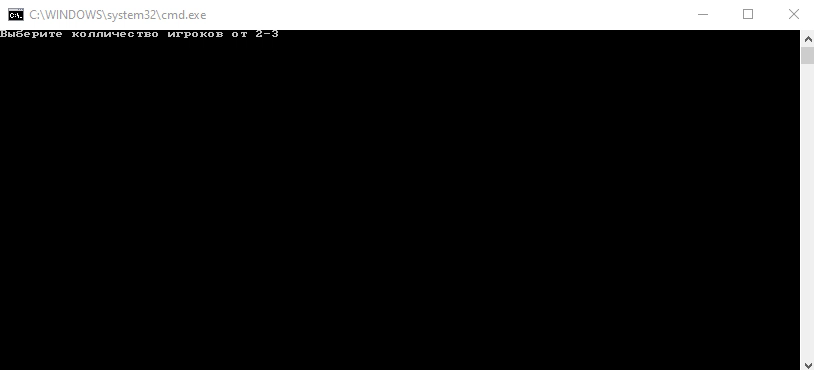 C:\WINDOWS\system32\cmd.exe
Выберите колличество игроков от 2-3